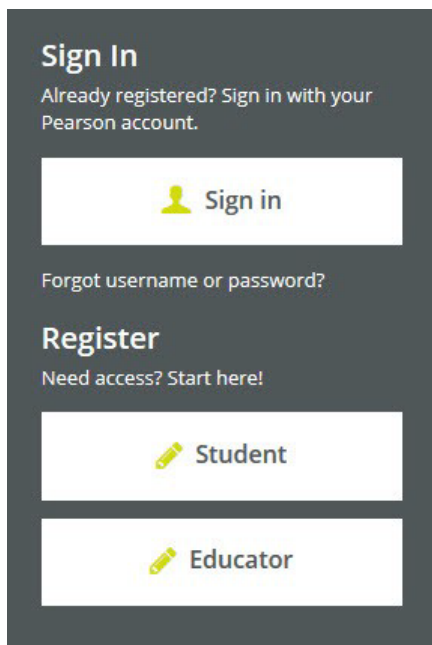 Sign In
Already registered? Sign in with your
Pearson account.
Sign in
Forgot username or password?
Register
Need access? Start here!
Student
Educator